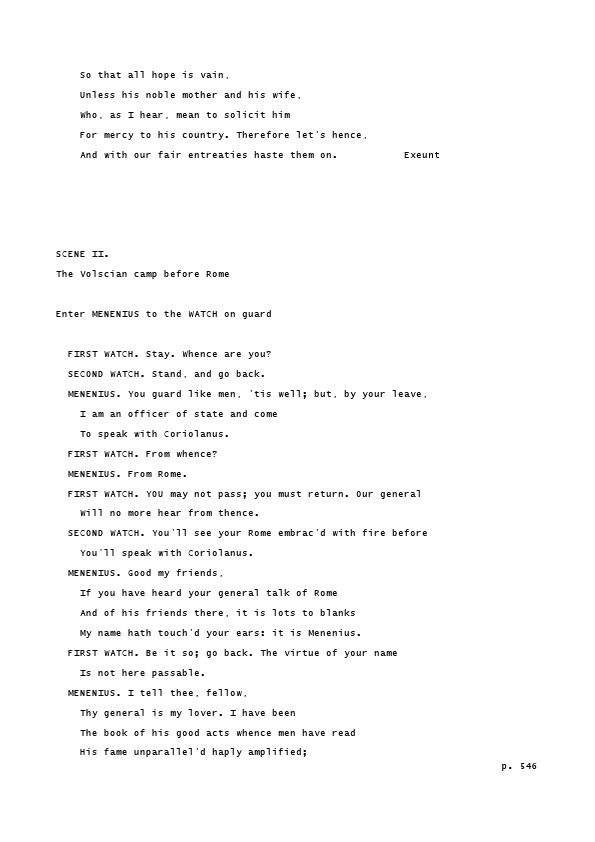 So that all hope is vain,
Unless his noble mother and his wife,
Who, as I hear, mean to solicit him
For mercy to his country. Therefore let's hence,
And with our fair entreaties haste them on. Exeunt
SCENE II.
The Volscian camp before Rome
Enter MENENIUS to the WATCH on guard
FIRST WATCH. Stay. Whence are you?
SECOND WATCH. Stand, and go back.
MENENIUS. You guard like men, 'tis well; but, by your leave,
I am an officer of state and come
To speak with Coriolanus.
FIRST WATCH. From whence?
MENENIUS. From Rome.
FIRST WATCH. YOU may not pass; you must return. Our general
Will no more hear from thence.
SECOND WATCH. You'll see your Rome embrac'd with fire before
You'll speak with Coriolanus.
MENENIUS. Good my friends,
If you have heard your general talk of Rome
And of his friends there, it is lots to blanks
My name hath touch'd your ears: it is Menenius.
FIRST WATCH. Be it so; go back. The virtue of your name
Is not here passable.
MENENIUS. I tell thee, fellow,
Thy general is my lover. I have been
The book of his good acts whence men have read
His fame unparallel'd haply amplified;
p. 546